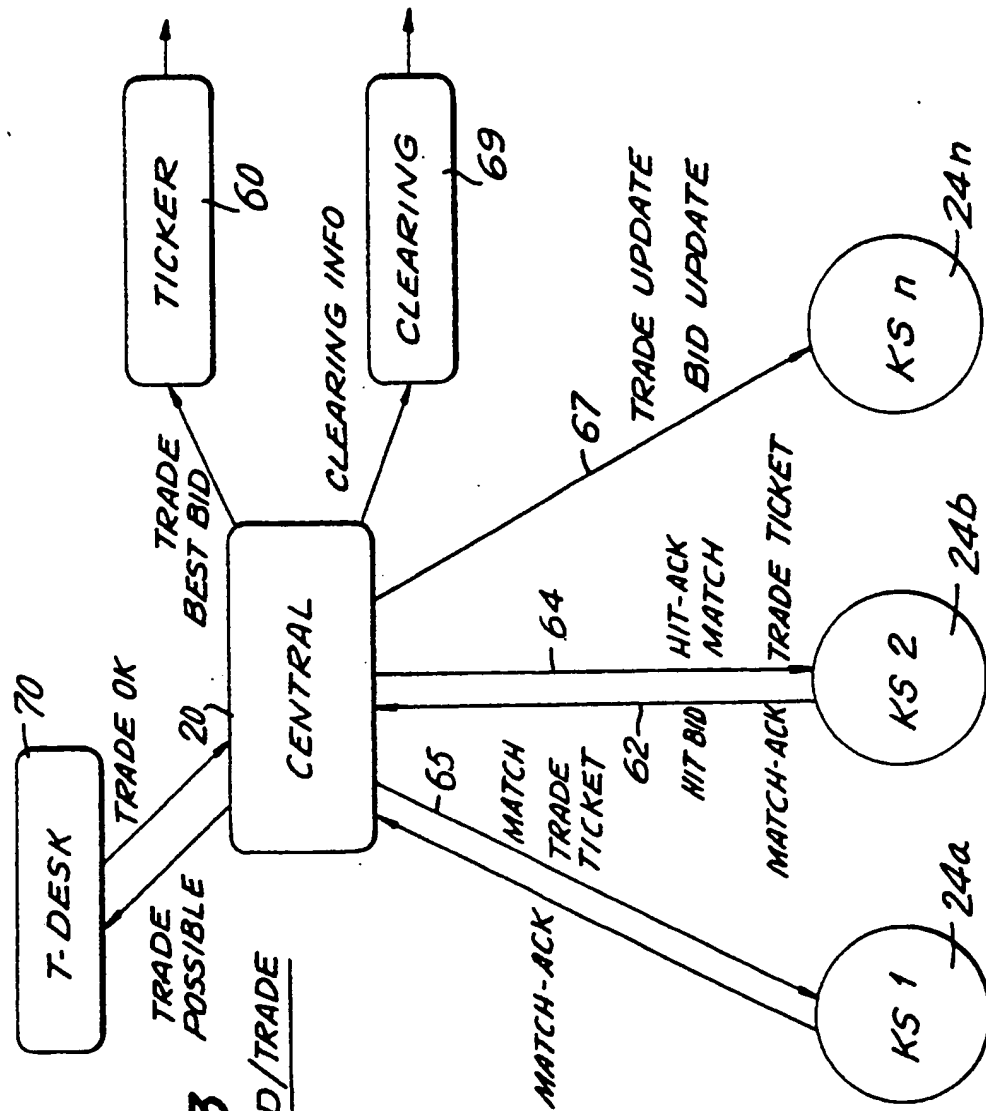 T-DESK
70
TRADE
POSSIBLE
TRADE OK
20
CENTRAL
TRADE
BEST BID
TICKER
60
CLEARING INFO
CLEARING
69
3
D/TRADE
MATCH-ACK
65
MATCH
TRADE
TICKET
62
HIT BID
MATCH-ACK
64
HIT-ACK
MATCH
TRADE TICKET
67
TRADE UPDATE
BID UPDATE
KS 1
24a
KS 2
24b
KS n
24n